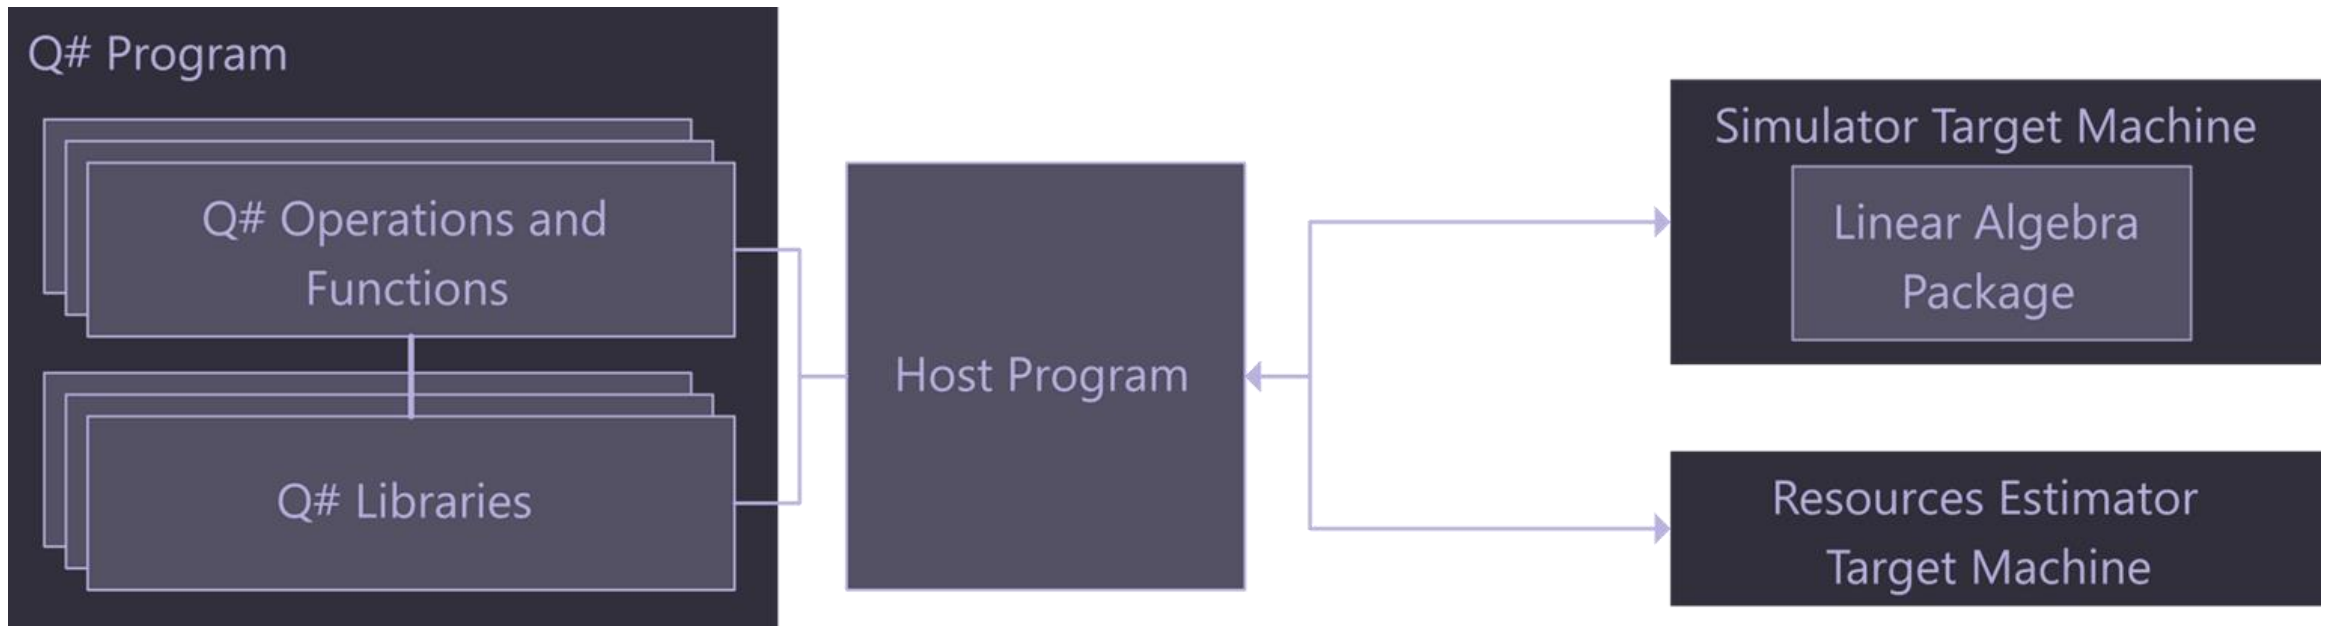 Q# Program
Q# Operations and
Functions
Q# Libraries
Host Program
Simulator Target Machine
Linear Algebra
Package
Resources Estimator
Target Machine